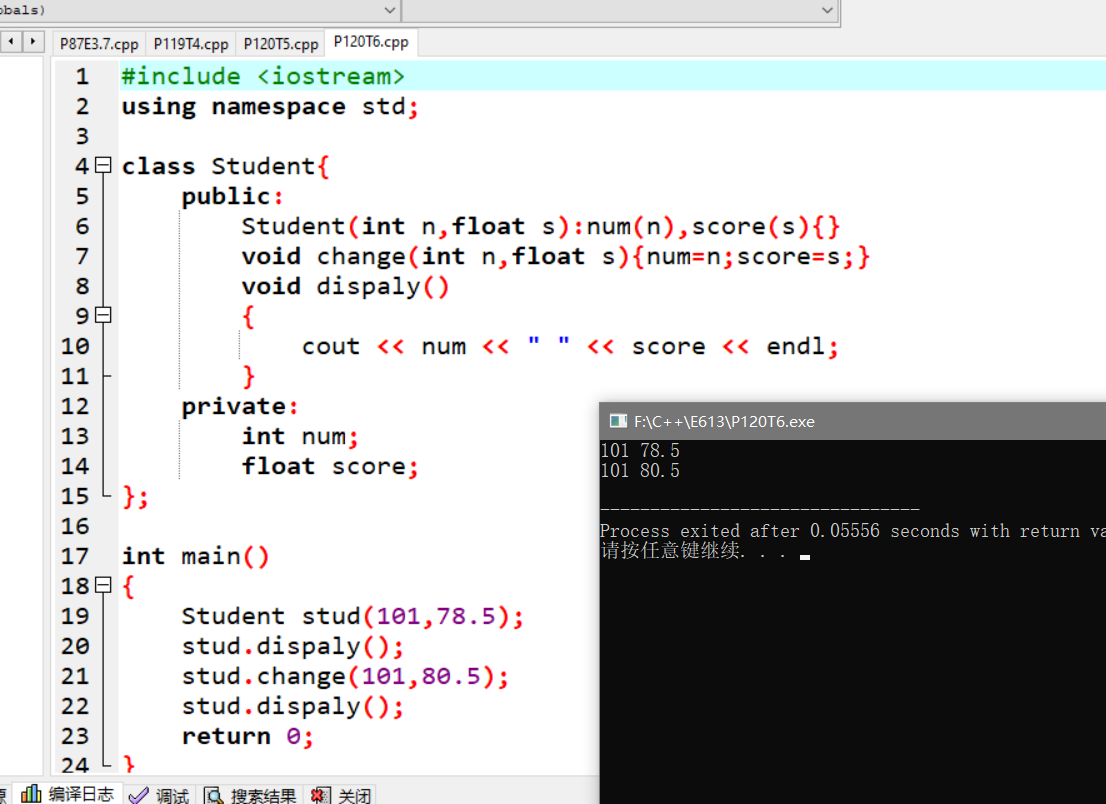 obals)
P87E3.7.cpp P119T4.cpp P120T5.cpp P120T6.cpp
1 #include <iostream>
2 using namespace std;
3
4 class Student{
5 public:
6 Student(int n,float s):num(n),score(s){}
7 void change(int n,float s){num=n;score=s;}
8 void dispaly()
9 {
10 cout << num << " " << score << endl;
11 }
12 private:
13 int num;
14 float score;
15 };
16
17 int main()
18 {
19 Student stud(101,78.5);
20 stud.dispaly();
21 stud.change(101,80.5);
22 stud.dispaly();
23 return 0;
24 }
F:\C++\E613\P120T6.exe
101 78.5
101 80.5
--------------------------------
Process exited after 0.05556 seconds with return va
请按任意键继续. . .
编译日志 调试 搜索结果 关闭